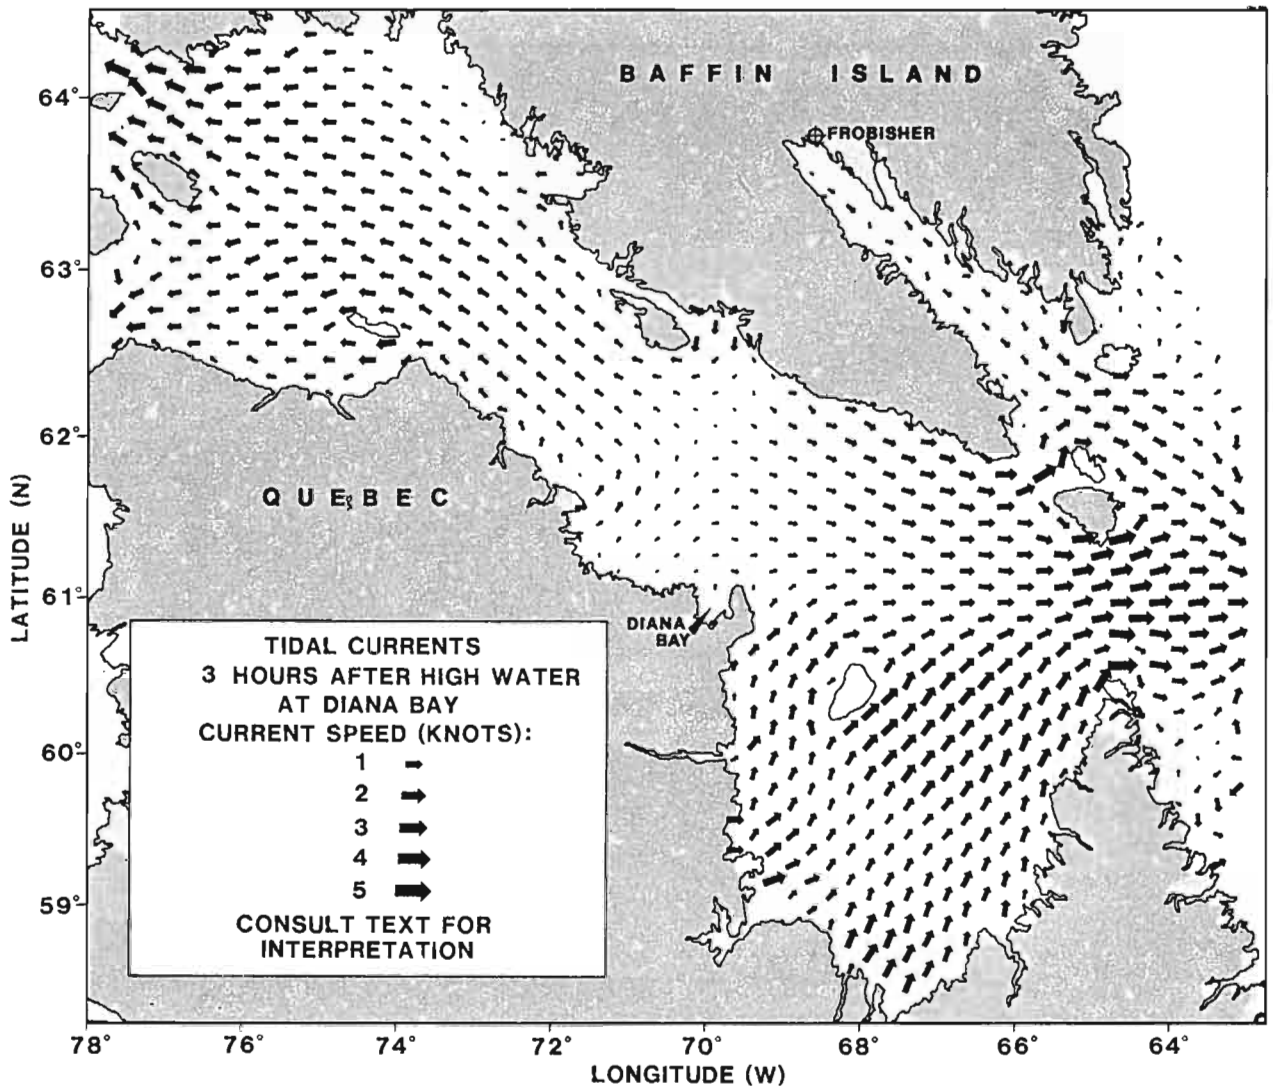 BAFFIN ISLAND
FROBISHER
64°
63°
62°
61°
60°
59°
LATITUDE (N)
QUEBEC
DIANA
BAY
TIDAL CURRENTS
3 HOURS AFTER HIGH WATER
AT DIANA BAY
CURRENT SPEED (KNOTS):
1
2
3
4
5
CONSULT TEXT FOR
INTERPRETATION
78° 76° 74° 72° 70° 68° 66° 64°
LONGITUDE (W)